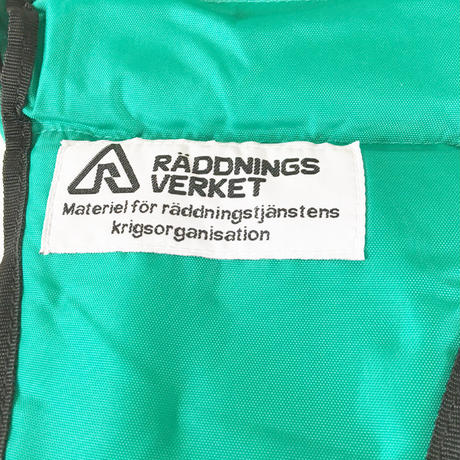 RÄDDNINGS
VERKET
Materiel för räddningstjänstens
krigsorganisation